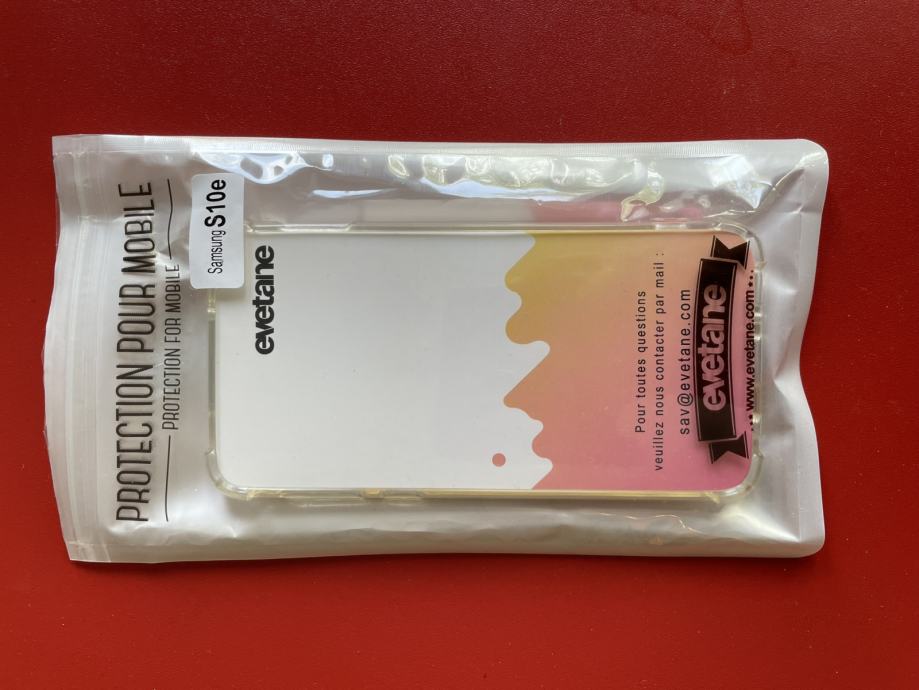 PROTECTION POUR MOBILE
PROTECTION FOR MOBILE
Samsung S10e
evetane
Pour toutes questions
veuillez nous contacter par mail :
sav@evetane.com
evetane
www.evetane.com